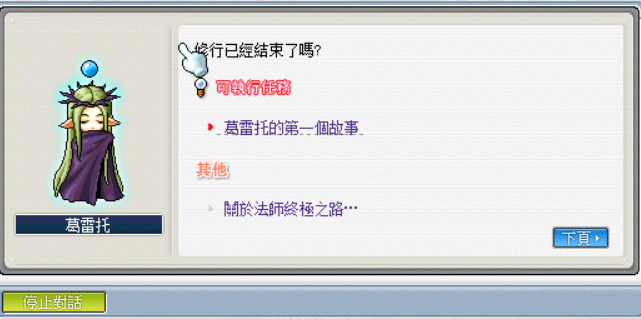 修行已經結束了嗎?
可執行任務
葛雷托的第一個故事
其他
關於法師終極之路…
葛雷托
下頁
停止對話